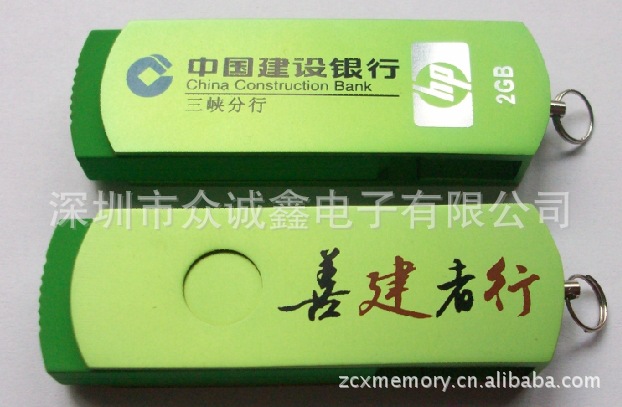 中国建设银行
China Construction Bank
三峡分行
hp
2GB
深圳市众诚鑫电子有限公司
善建者行
zcxmemory.cn.alibaba.com